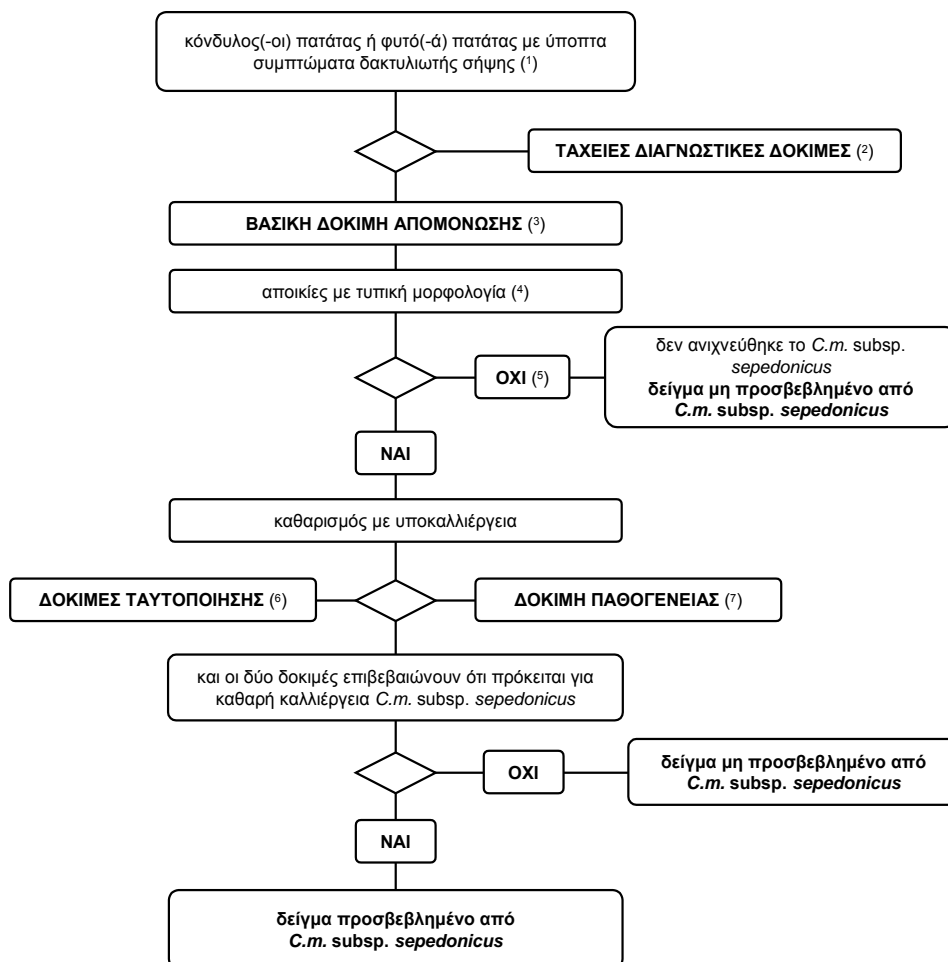 κόνδυλος(-οι) πατάτας ή φυτό(-ά) πατάτας με ύποπτα
συμπτώματα δακτυλιωτής σήψης (¹)
ΤΑΧΕΙΕΣ ΔΙΑΓΝΩΣΤΙΚΕΣ ΔΟΚΙΜΕΣ (²)
ΒΑΣΙΚΗ ΔΟΚΙΜΗ ΑΠΟΜΟΝΩΣΗΣ (³)
αποικίες με τυπική μορφολογία (⁴)
ΟΧΙ (⁵)
δεν ανιχνεύθηκε το C.m. subsp.
sepedonicus
δείγμα μη προσβεβλημένο από
C.m. subsp. sepedonicus
ΝΑΙ
καθαρισμός με υποκαλλιέργεια
ΔΟΚΙΜΕΣ ΤΑΥΤΟΠΟΙΗΣΗΣ (⁶)
ΔΟΚΙΜΗ ΠΑΘΟΓΕΝΕΙΑΣ (⁷)
και οι δύο δοκιμές επιβεβαιώνουν ότι πρόκειται για
καθαρή καλλιέργεια C.m. subsp. sepedonicus
ΟΧΙ
δείγμα μη προσβεβλημένο από
C.m. subsp. sepedonicus
ΝΑΙ
δείγμα προσβεβλημένο από
C.m. subsp. sepedonicus